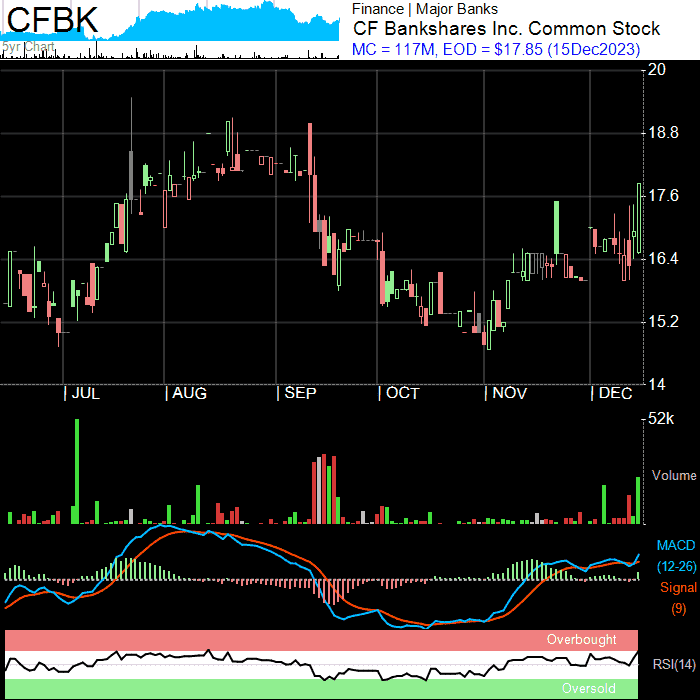 CFBK
5yr Chart
Finance | Major Banks
CF Bankshares Inc. Common Stock
MC = 117M, EOD = $17.85 (15Dec2023)
20
18.8
17.6
16.4
15.2
14
| JUL | AUG | SEP | OCT | NOV | DEC
52k
Volume
MACD
(12-26)
Signal
(9)
Overbought
RSI(14)
Oversold